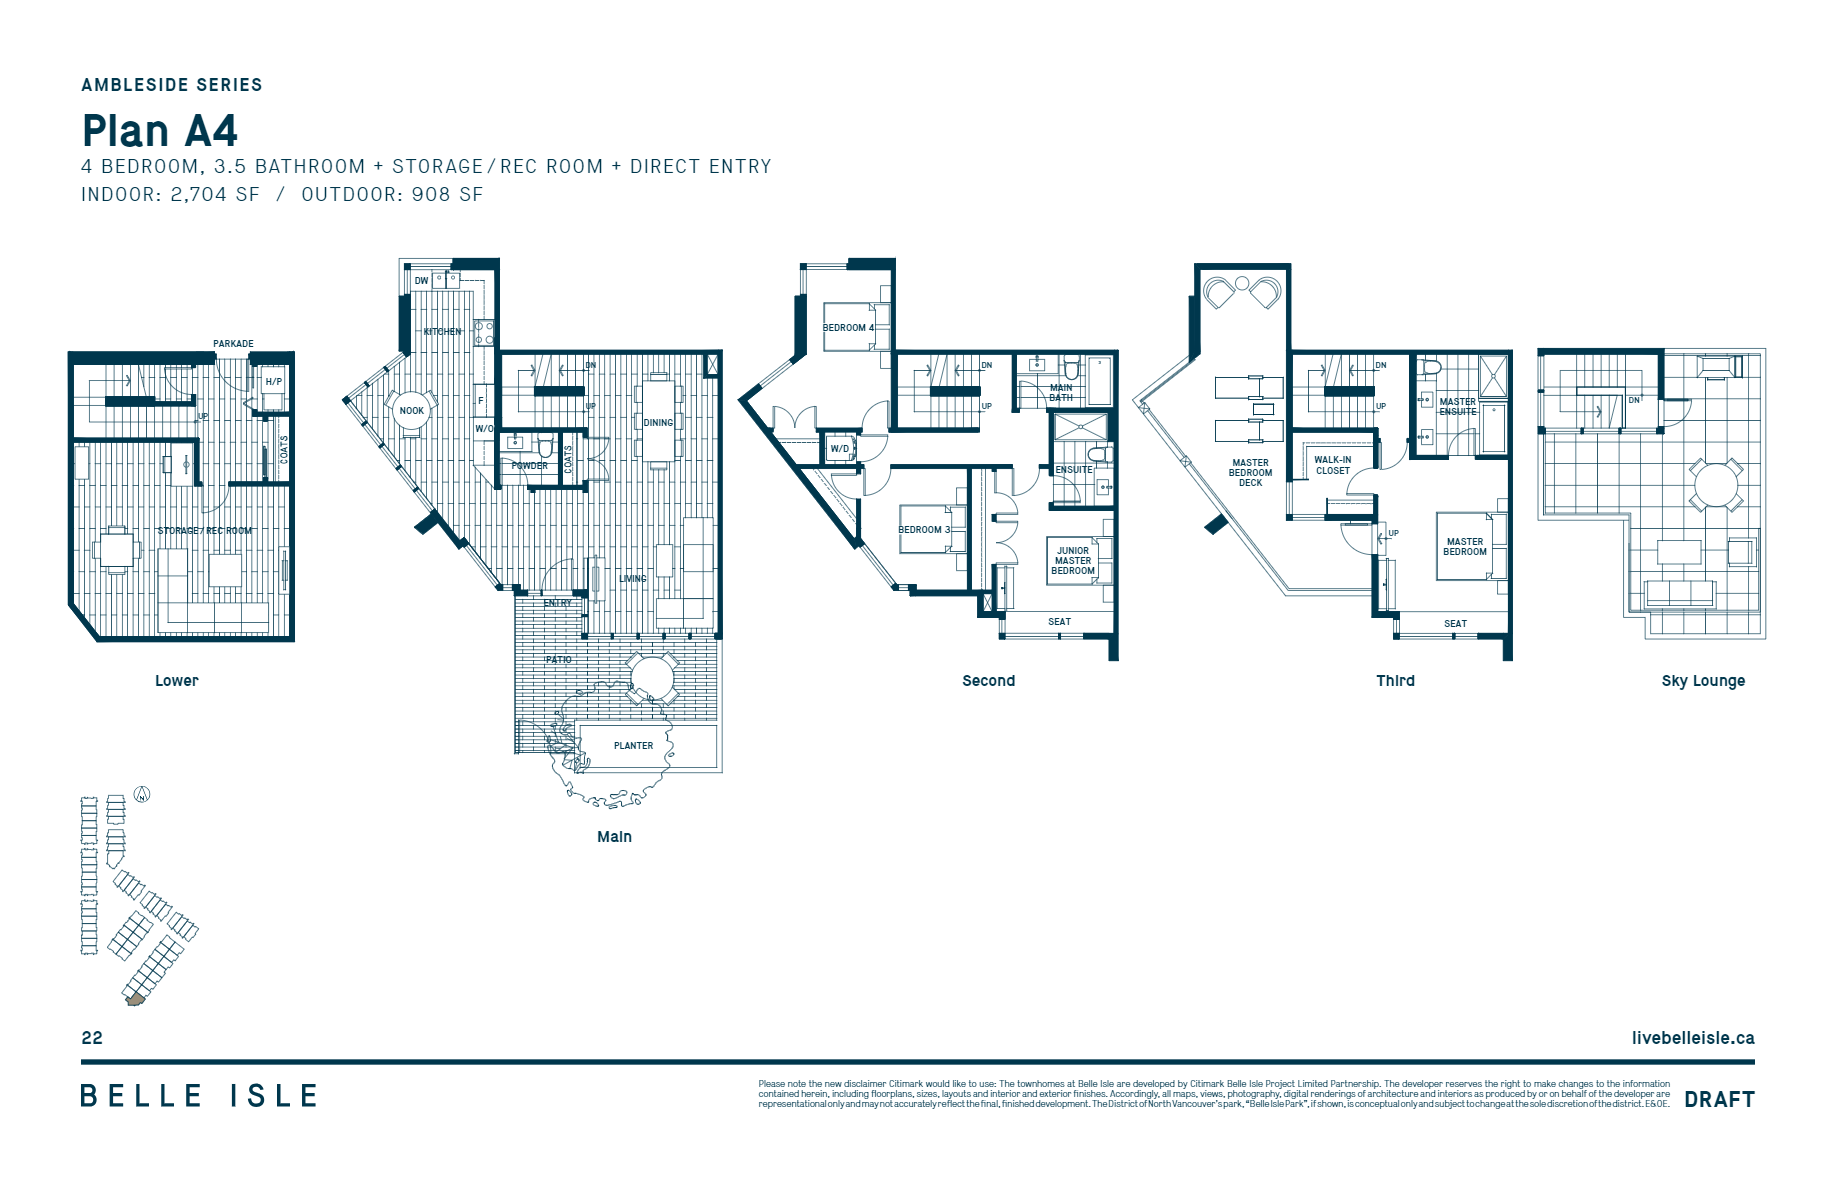 AMBLESIDE SERIES
Plan A4
4 BEDROOM, 3.5 BATHROOM + STORAGE/REC ROOM + DIRECT ENTRY
INDOOR: 2,704 SF / OUTDOOR: 908 SF
PARKADE
H/P
UP
COATS
STORAGE/REC ROOM
Lower
DW
KITCHEN
DN
F
NOOK
UP
W/O
DINING
POWDER
COATS
LIVING
ENTRY
PATIO
PLANTER
Main
BEDROOM 4
DN
MAIN
BATH
UP
W/D
ENSUITE
BEDROOM 3
JUNIOR
MASTER
BEDROOM
SEAT
Second
DN
MASTER
ENSUITE
UP
WALK-IN
CLOSET
MASTER
BEDROOM
DECK
UP
MASTER
BEDROOM
SEAT
Third
DN
Sky Lounge
N
22
livebelleisle.ca
BELLE ISLE
Please note the new disclaimer Citimark would like to use: The townhomes at Belle Isle are developed by Citimark Belle Isle Project Limited Partnership. The developer reserves the right to make changes to the information
contained herein, including floorplans, sizes, layouts and interior and exterior finishes. Accordingly, all maps, views, photography, digital renderings of architecture and interiors as produced by or on behalf of the developer are
representational only and may not accurately reflect the final, finished development. The District of North Vancouver's park, "Belle Isle Park", if shown, is conceptual only and subject to change at the sole discretion of the district. E&OE.
DRAFT